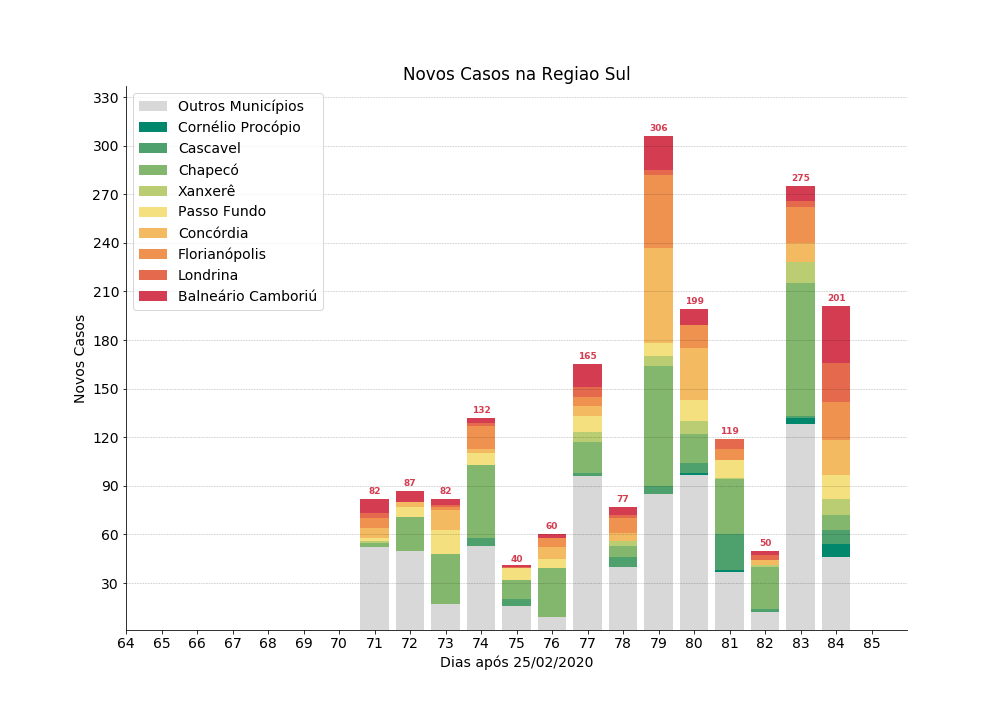 Novos Casos na Regiao Sul
Novos Casos
330
300
270
240
210
180
150
120
90
60
30
Outros Municípios
Cornélio Procópio
Cascavel
Chapecó
Xanxerê
Passo Fundo
Concórdia
Florianópolis
Londrina
Balneário Camboriú
82
87
82
132
40
60
165
77
306
199
119
50
275
201
64 65 66 67 68 69 70 71 72 73 74 75 76 77 78 79 80 81 82 83 84 85
Dias após 25/02/2020